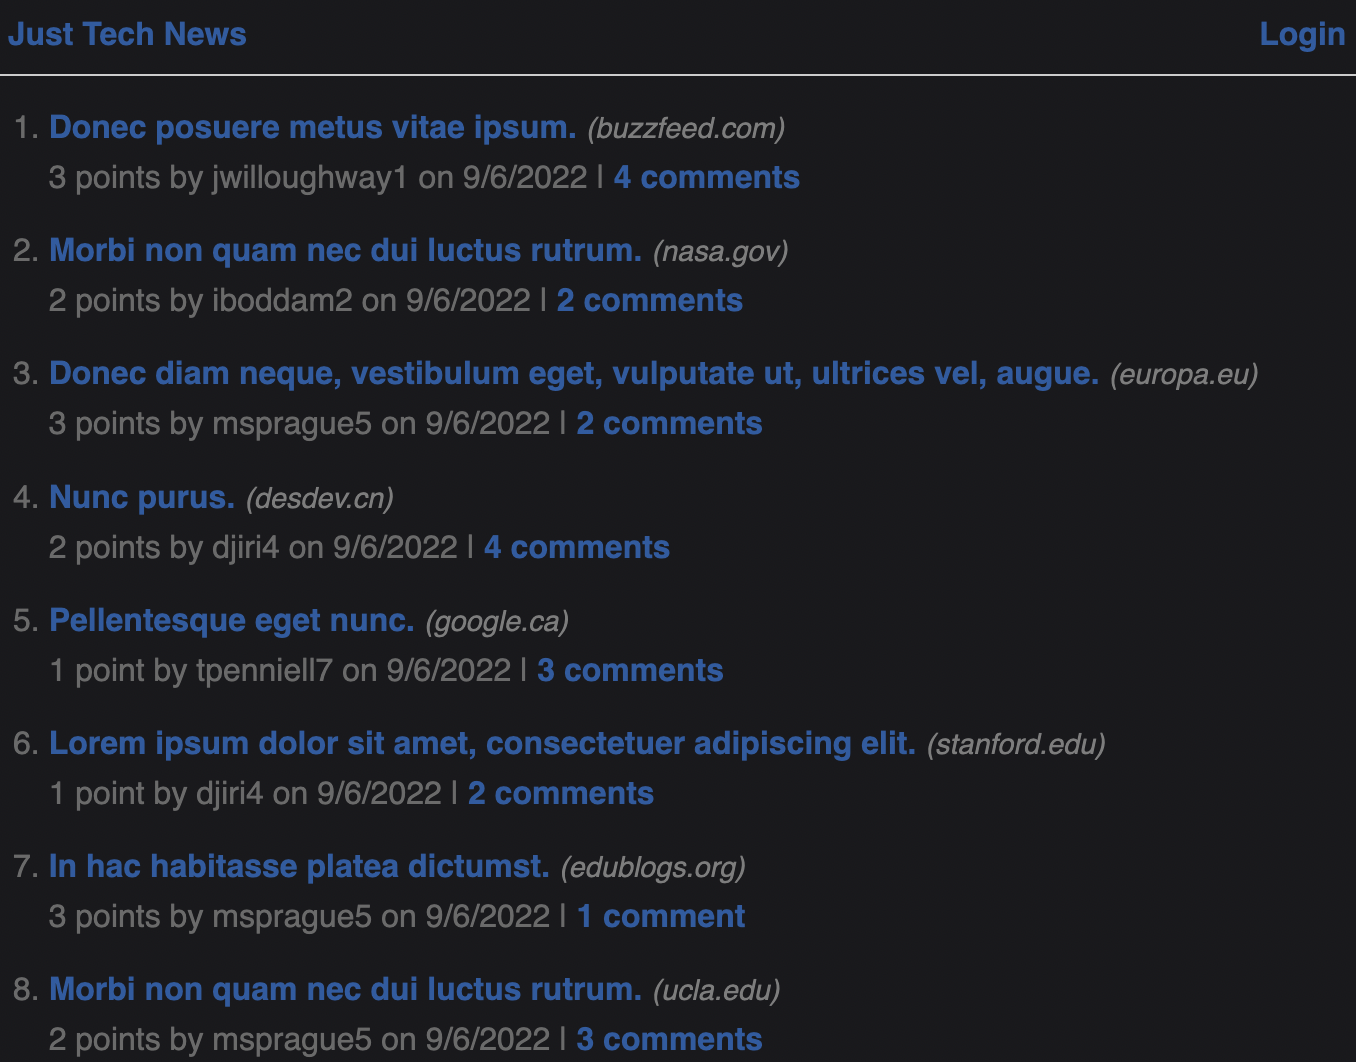 Just Tech News Login
1. Donec posuere metus vitae ipsum. (buzzfeed.com)
3 points by jwilloughway1 on 9/6/2022 | 4 comments
2. Morbi non quam nec dui luctus rutrum. (nasa.gov)
2 points by iboddam2 on 9/6/2022 | 2 comments
3. Donec diam neque, vestibulum eget, vulputate ut, ultrices vel, augue. (europa.eu)
3 points by msprague5 on 9/6/2022 | 2 comments
4. Nunc purus. (desdev.cn)
2 points by djiri4 on 9/6/2022 | 4 comments
5. Pellentesque eget nunc. (google.ca)
1 point by tpenniell7 on 9/6/2022 | 3 comments
6. Lorem ipsum dolor sit amet, consectetuer adipiscing elit. (stanford.edu)
1 point by djiri4 on 9/6/2022 | 2 comments
7. In hac habitasse platea dictumst. (edublogs.org)
3 points by msprague5 on 9/6/2022 | 1 comment
8. Morbi non quam nec dui luctus rutrum. (ucla.edu)
2 points by msprague5 on 9/6/2022 | 3 comments